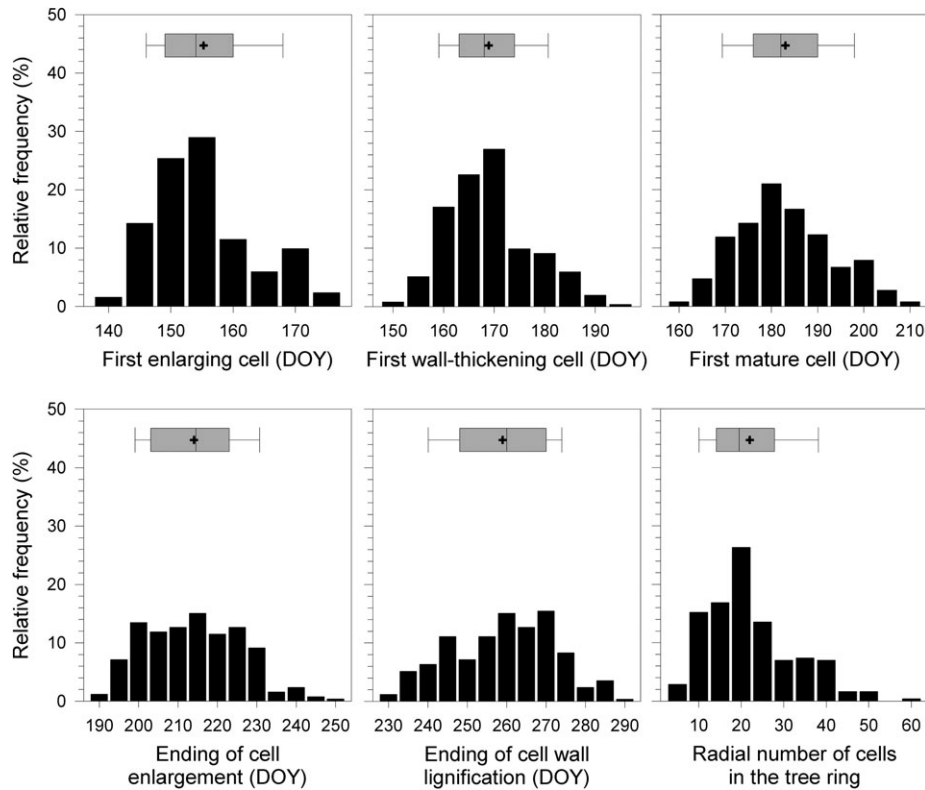 Relative frequency (%)
50
40
30
20
10
0
140 150 160 170
First enlarging cell (DOY)
150 160 170 180 190
First wall-thickening cell (DOY)
160 170 180 190 200 210
First mature cell (DOY)
Relative frequency (%)
50
40
30
20
10
0
190 200 210 220 230 240 250
Ending of cell
enlargement (DOY)
230 240 250 260 270 280 290
Ending of cell wall
lignification (DOY)
10 20 30 40 50 60
Radial number of cells
in the tree ring